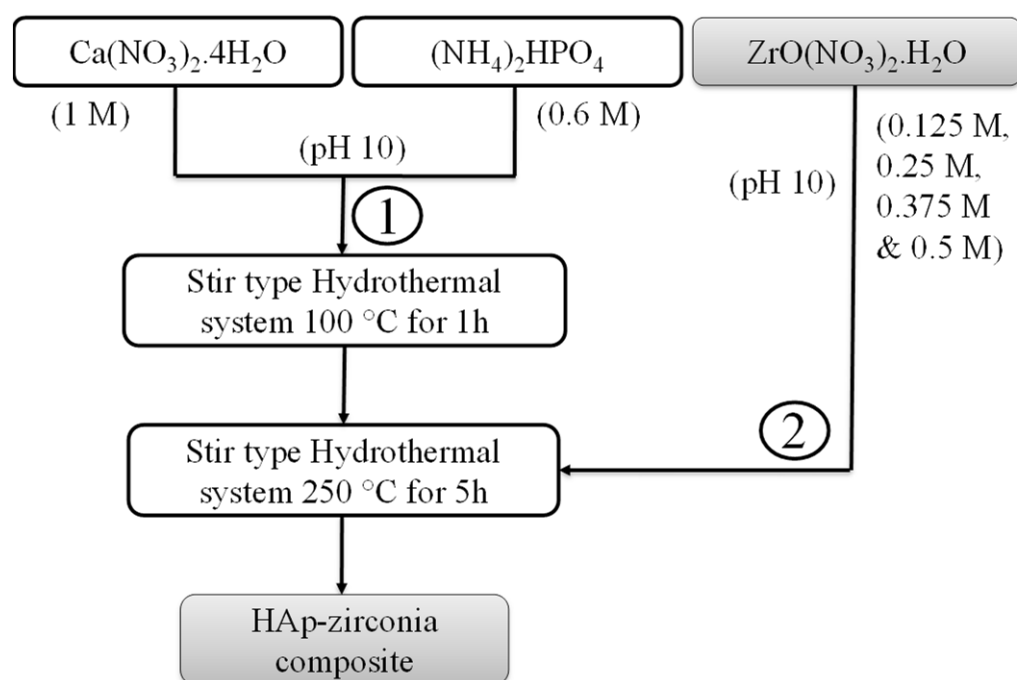 Ca(NO₃)₂.4H₂O
(NH₄)₂HPO₄
ZrO(NO₃)₂.H₂O
(1 M)
(0.6 M)
(pH 10)
(pH 10)
(0.125 M,
0.25 M,
0.375 M
& 0.5 M)
1
Stir type Hydrothermal
system 100 °C for 1h
2
Stir type Hydrothermal
system 250 °C for 5h
HAp-zirconia
composite